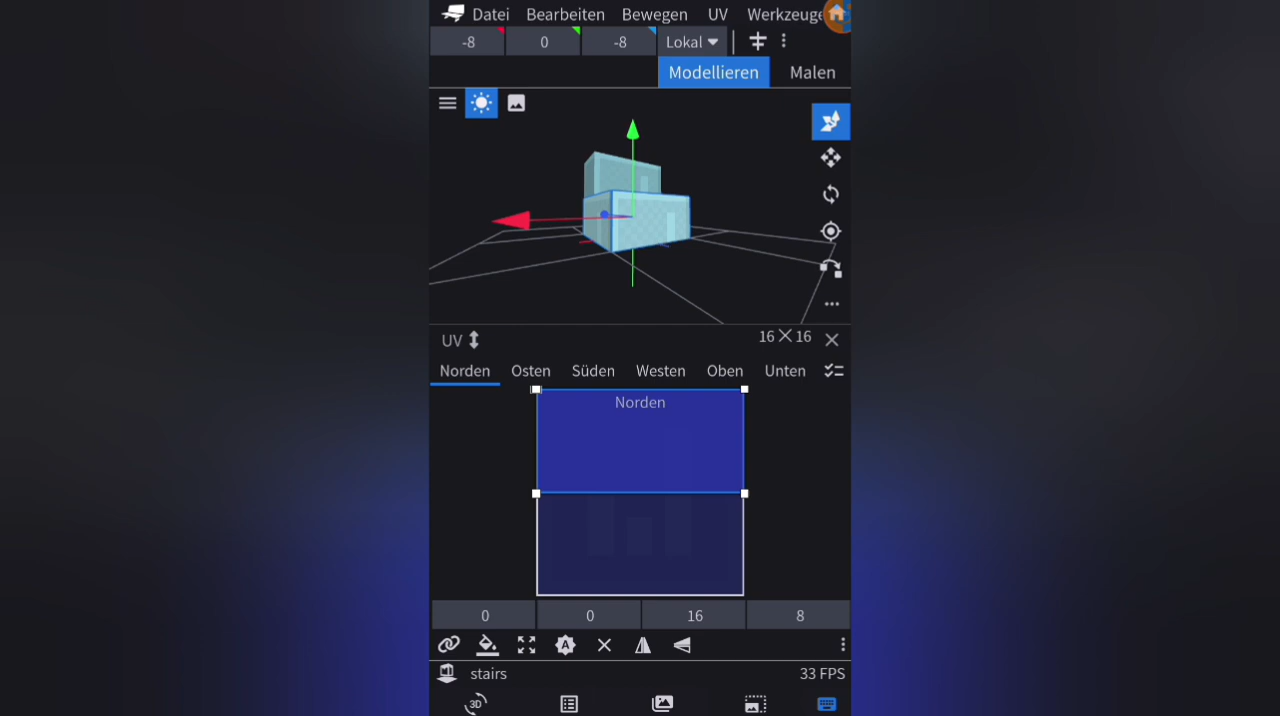 Datei Bearbeiten Bewegen UV Werkzeuge
-8 0 -8 Lokal
Modellieren Malen
UV 16 16
Norden Osten Süden Westen Oben Unten
Norden
0 0 16 8
A
stairs 33 FPS
3D